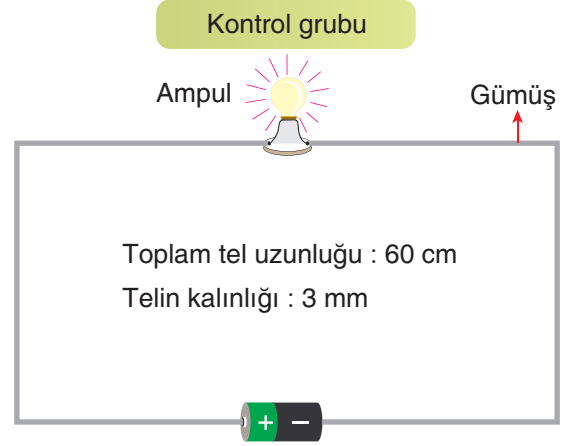 Kontrol grubu
Ampul
Gümüş
Toplam tel uzunluğu : 60 cm
Telin kalınlığı : 3 mm
+ −